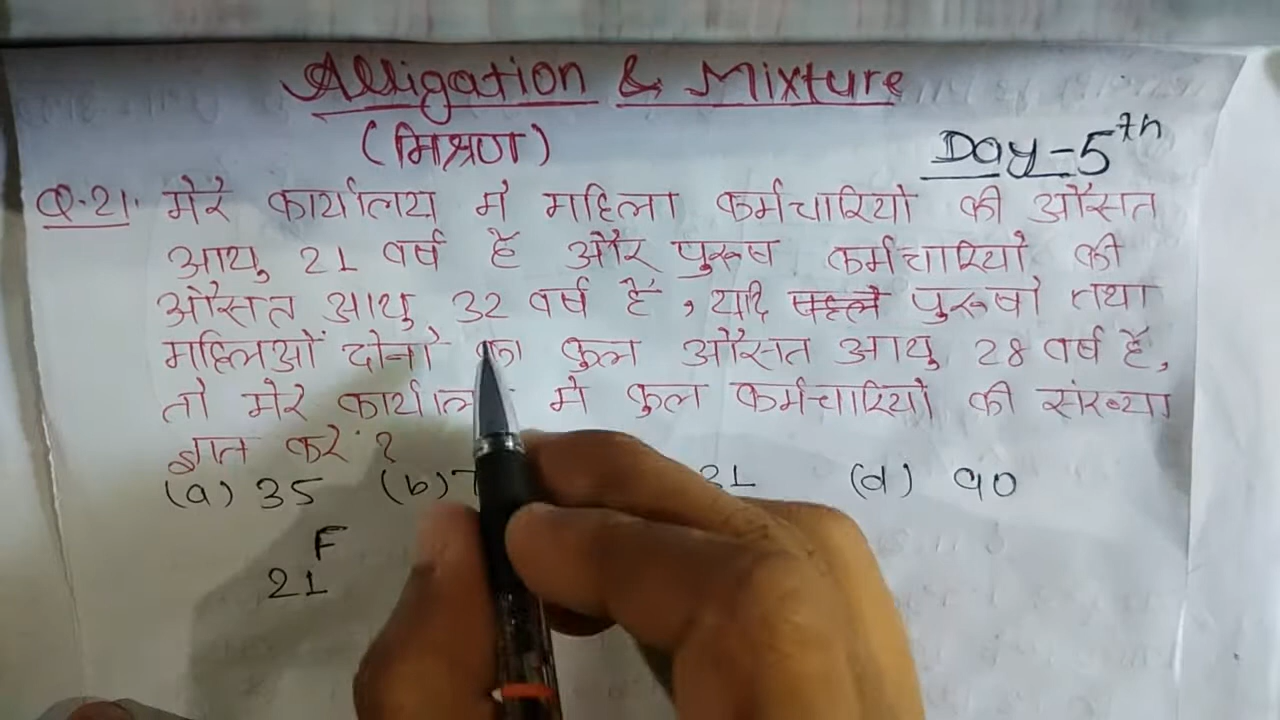 Alligation & Mixture
(मिश्रण)
Day-5th
Q.21. मेरे कार्यालय में महिला कर्मचारियों की औसत
आयु 21 वर्ष है और पुरूष कर्मचारियों की
औसत आयु 32 वर्ष है, यदि पहले पुरूषों तथा
महिलाओं दोनों का कुल औसत आयु 28 वर्ष है,
तो मेरे में कुल कर्मचारियों की संख्या
ज्ञात करें ?
(a) 35 (b) (d) 90
F
21